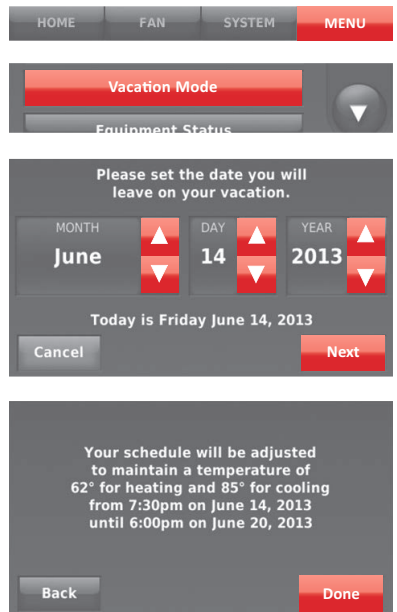 HOME FAN SYSTEM MENU
Vacation Mode
Equipment Status
Please set the date you will
leave on your vacation.
MONTH DAY YEAR
June 14 2013
Today is Friday June 14, 2013
Cancel Next
Your schedule will be adjusted
to maintain a temperature of
62° for heating and 85° for cooling
from 7:30pm on June 14, 2013
until 6:00pm on June 20, 2013
Back Done